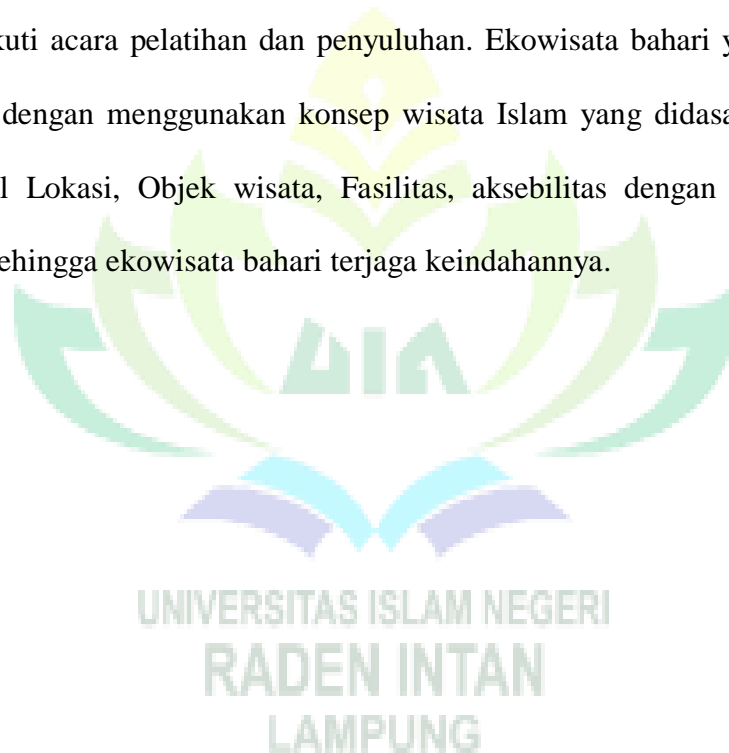 kuti acara pelatihan dan penyuluhan. Ekowisata bahari y
dengan menggunakan konsep wisata Islam yang didasa
l Lokasi, Objek wisata, Fasilitas, aksebilitas dengan
ehingga ekowisata bahari terjaga keindahannya.
UIN
UNIVERSITAS ISLAM NEGERI
RADEN INTAN
LAMPUNG